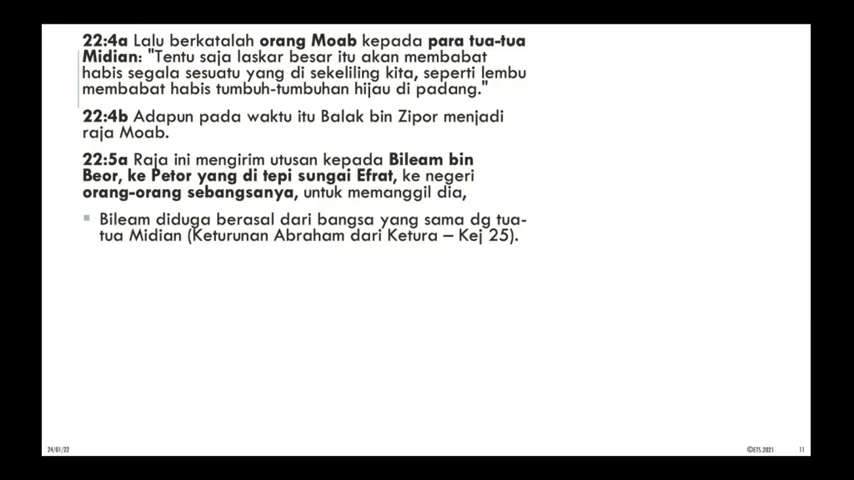 22:4a Lalu berkatalah orang Moab kepada para tua-tua
Midian: "Tentu saja laskar besar itu akan membabat
habis segala sesuatu yang di sekeliling kita, seperti lembu
membabat habis tumbuh-tumbuhan hijau di padang."
22:4b Adapun pada waktu itu Balak bin Zipor menjadi
raja Moab.
22:5a Raja ini mengirim utusan kepada Bileam bin
Beor, ke Petor yang di tepi sungai Efrat, ke negeri
orang-orang sebangsanya, untuk memanggil dia,
Bileam diduga berasal dari bangsa yang sama dg tua-
tua Midian (Keturunan Abraham dari Ketura – Kej 25).
24/01/22
©ETS.2021
11